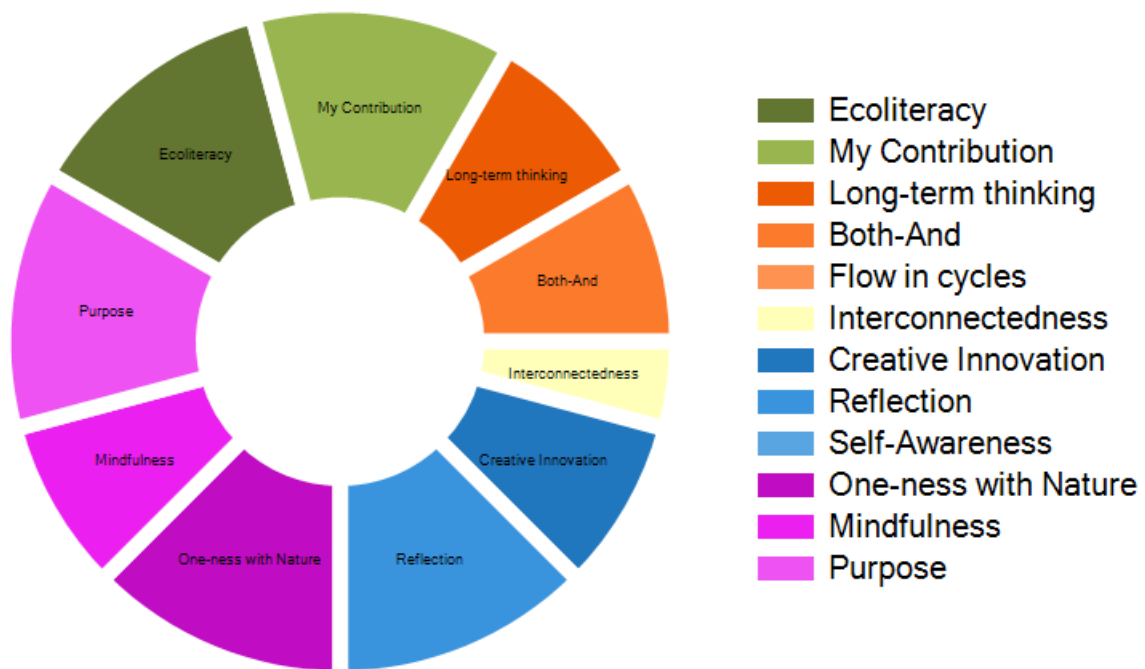 My Contribution
Ecoliteracy
Long-term thinking
Both-And
Purpose
Interconnectedness
Mindfulness
Creative Innovation
One-ness with Nature
Reflection
Ecoliteracy
My Contribution
Long-term thinking
Both-And
Flow in cycles
Interconnectedness
Creative Innovation
Reflection
Self-Awareness
One-ness with Nature
Mindfulness
Purpose